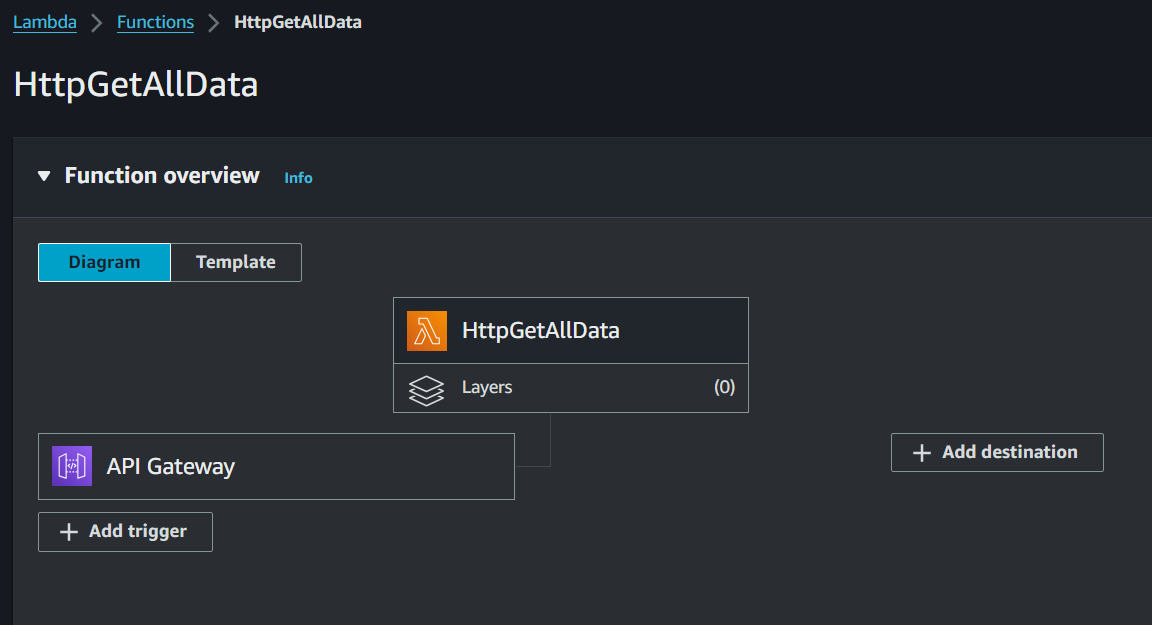 Lambda > Functions > HttpGetAllData
HttpGetAllData
Function overview Info
Diagram Template
HttpGetAllData
Layers (0)
API Gateway
+ Add destination
+ Add trigger